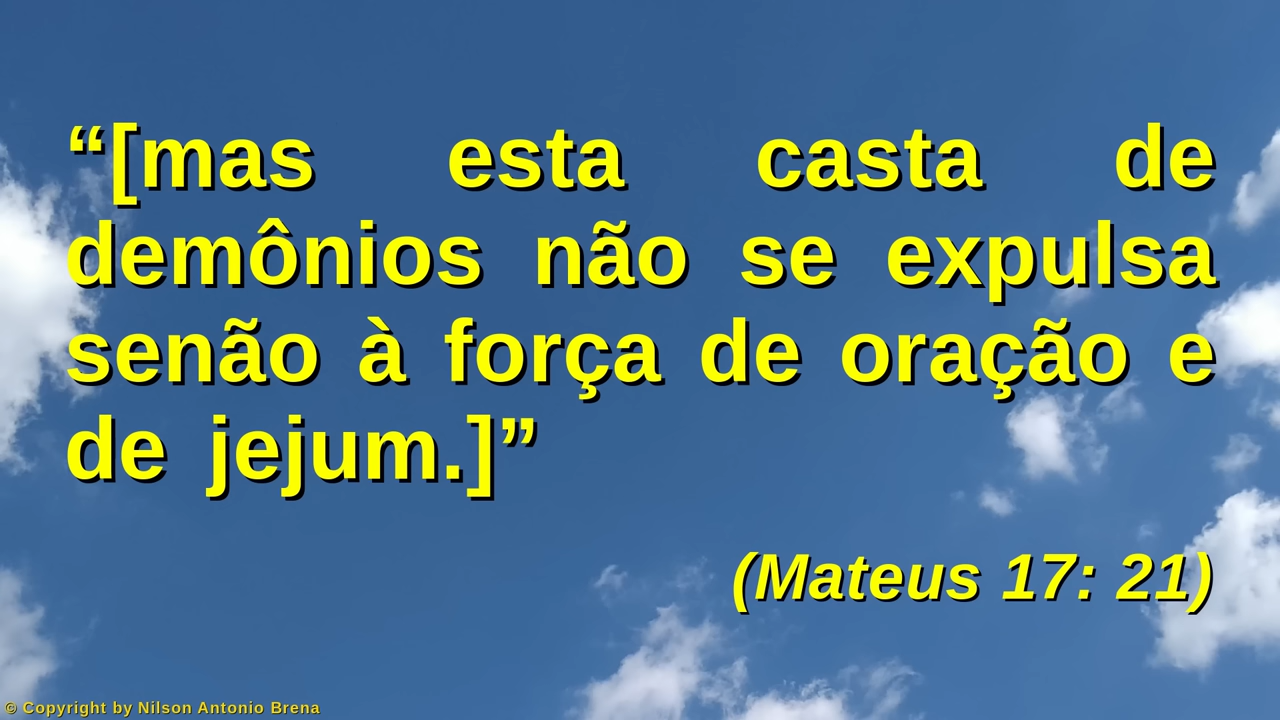 “[mas esta casta de
demônios não se expulsa
senão à força de oração e
de jejum.]”
(Mateus 17: 21)
© Copyright by Nilson Antonio Brena